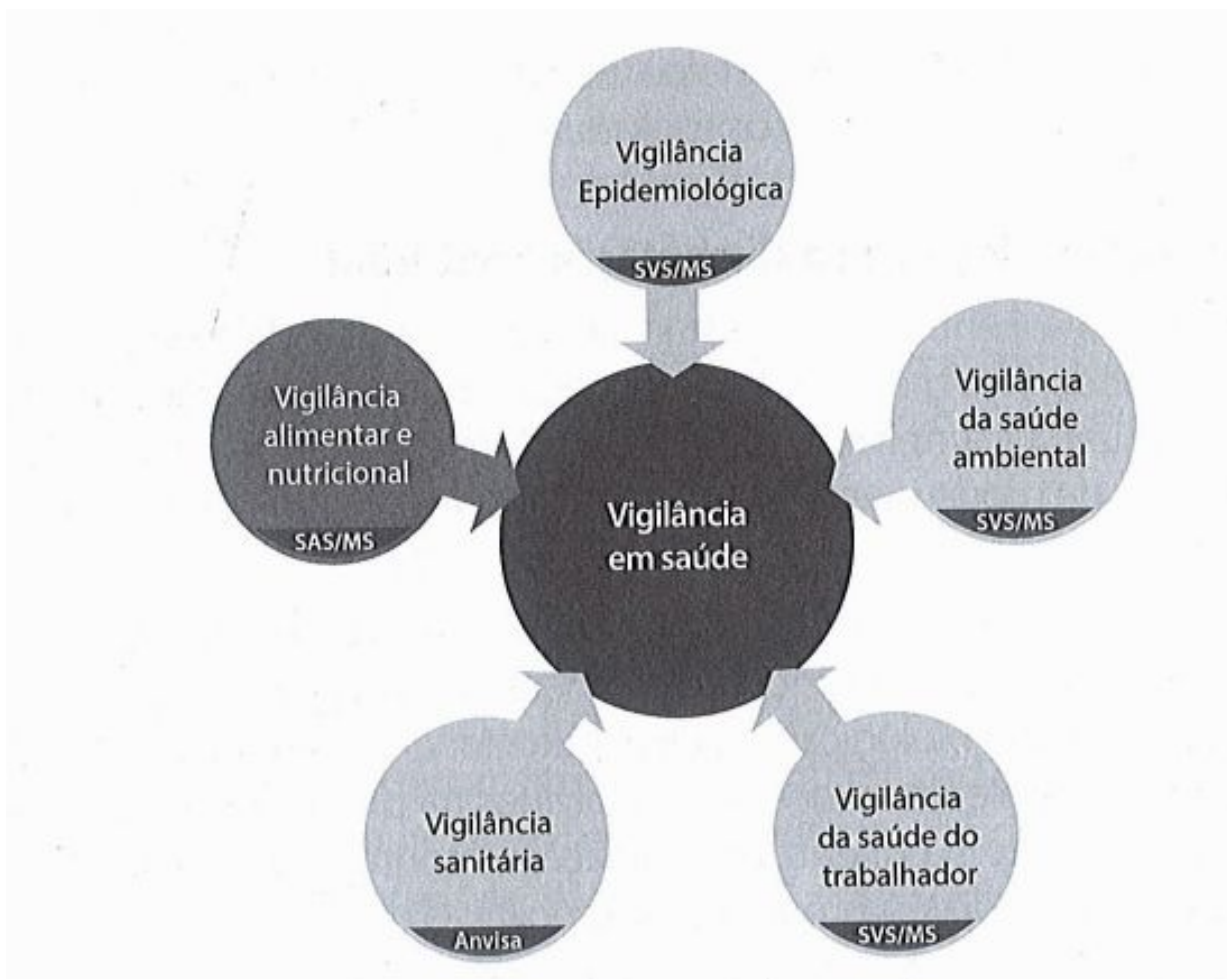 Vigilância
Epidemiológica
SVS/MS
Vigilância
alimentar e
nutricional
SAS/MS
Vigilância
da saúde
ambiental
SVS/MS
Vigilância
em saúde
Vigilância
sanitária
Anvisa
Vigilância
da saúde do
trabalhador
SVS/MS